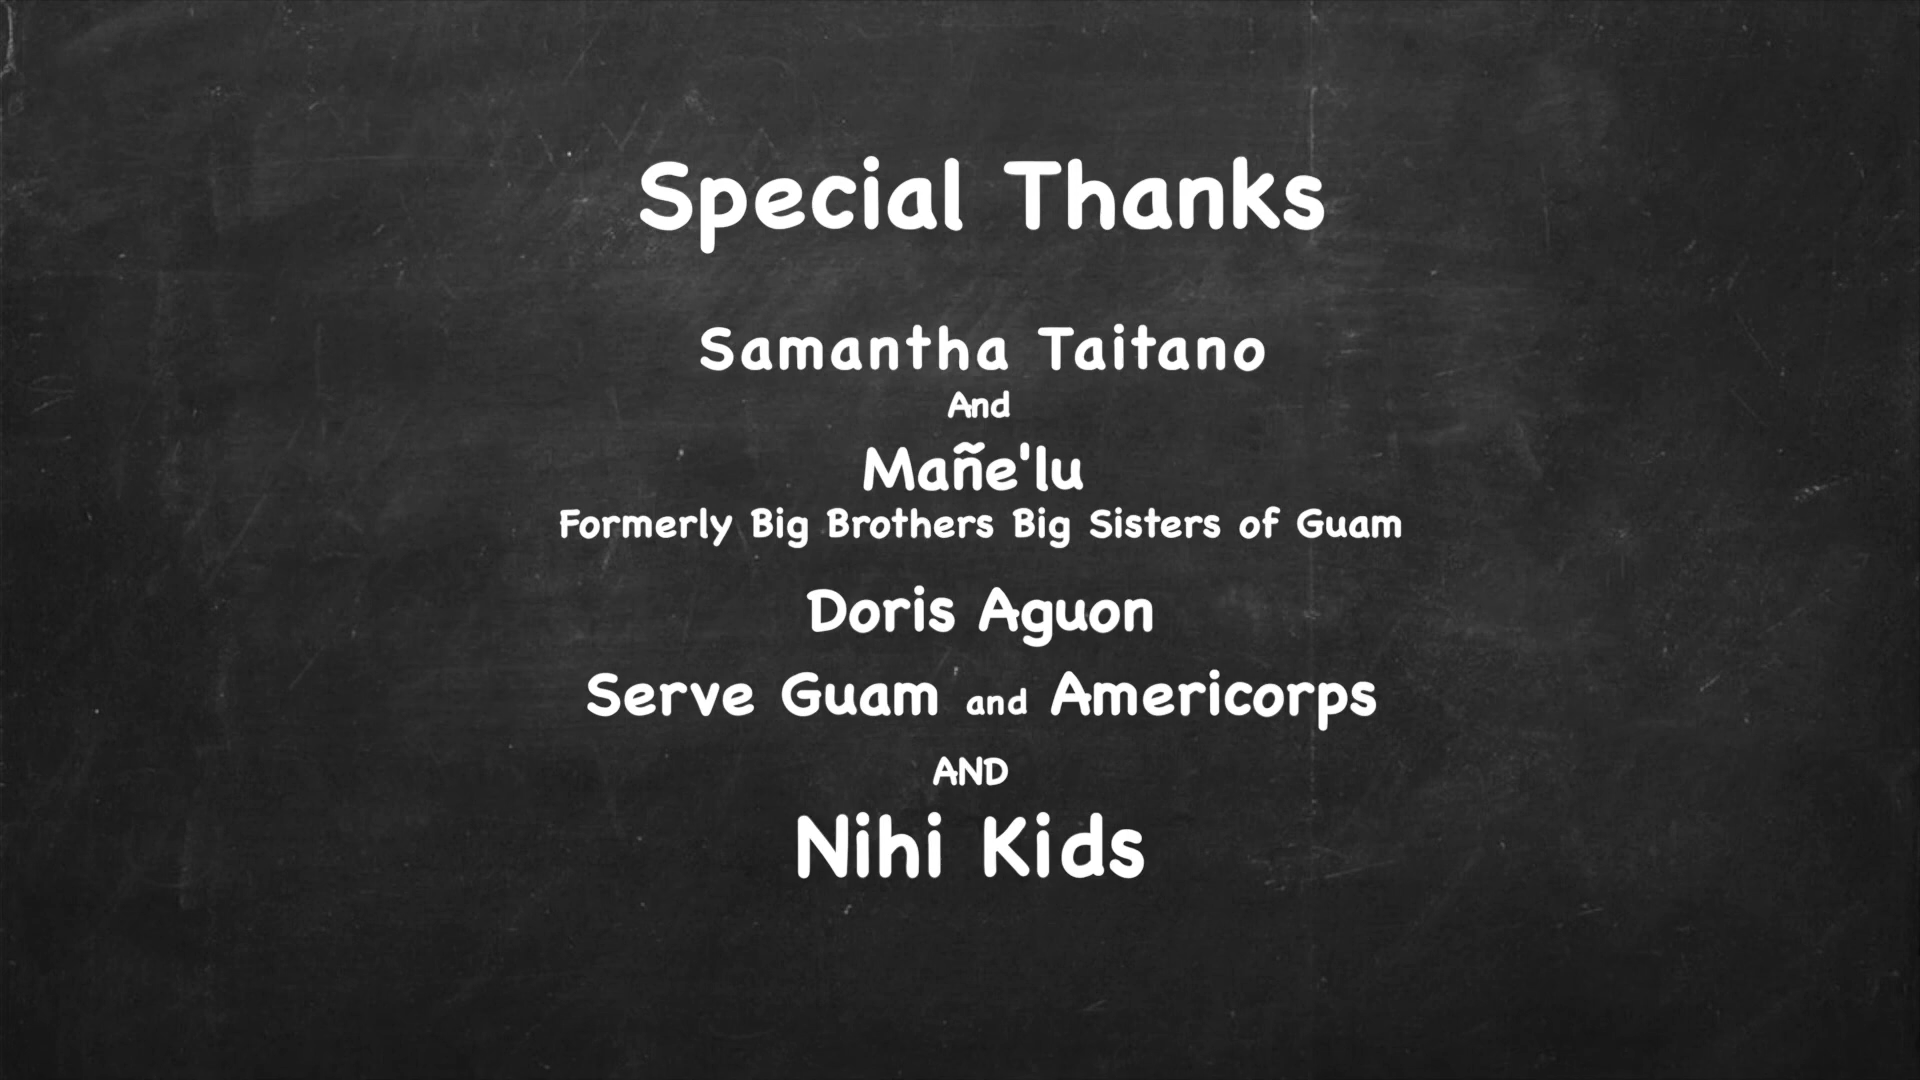 Special Thanks
Samantha Taitano
And
Mañe'lu
Formerly Big Brothers Big Sisters of Guam
Doris Aguon
Serve Guam and Americorps
AND
Nihi Kids